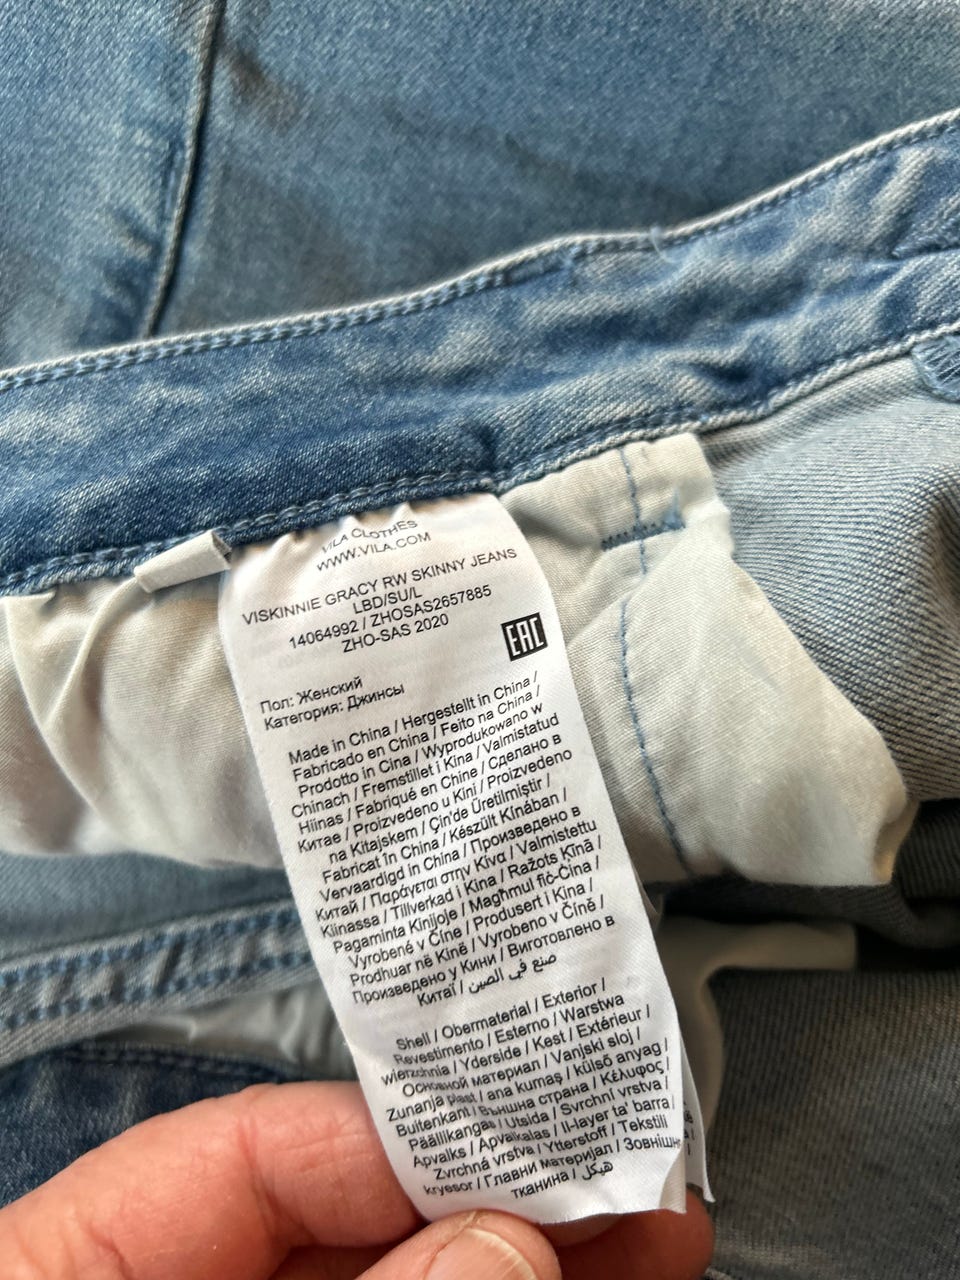 VILA CLOTHES
WWW.VILA.COM
VISKINNIE GRACY RW SKINNY JEANS
LBD/SU/L
14064992 / ZHOSAS2657885
ZHO-SAS 2020
EAC
Пол: Женский
Категория: Джинсы
Made in China / Hergestellt in China /
Fabricado en China / Feito na China /
Prodotto in Cina / Wyprodukowano w
Chinach / Fremstillet i Kina / Valmistatud
Hiinas / Fabriqué en Chine / Сделано в
Китае / Proizvedeno u Kini / Proizvedeno
na Kitajskem / Çin'de Üretilmiştir /
Fabricat în China / Készült Kínában /
Vervaardigd in China / Произведено в
Китай / Παράγεται στην Κίνα / Valmistettu
Kiinassa / Tillverkad i Kina / Ražots Ķīnā /
Pagaminta Kinijoje / Magħmul fiċ-Ċina /
Vyrobené v Číne / Produsert i Kina /
Prodhuar në Kinë / Vyrobeno v Číně /
Произведено у Кини / Виготовлено в
Китаї / صنع في الصين
Shell / Obermaterial / Exterior /
Revestimento / Esterno / Warstwa
wierzchnia / Yderside / Kest / Extérieur /
Основной материал / Vanjski sloj /
Zunanja plast / ana kumaş / külső anyag /
Buitenkant / Външна страна / Κέλυφος /
Päällikangas / Utsida / Svrchní vrstva /
Apvalks / Apvalkalas / Il-layer ta' barra /
Zvrchná vrstva / Ytterstoff / Tekstili
kryesor / Главни материјал / Зовнішня
тканина / هيكل